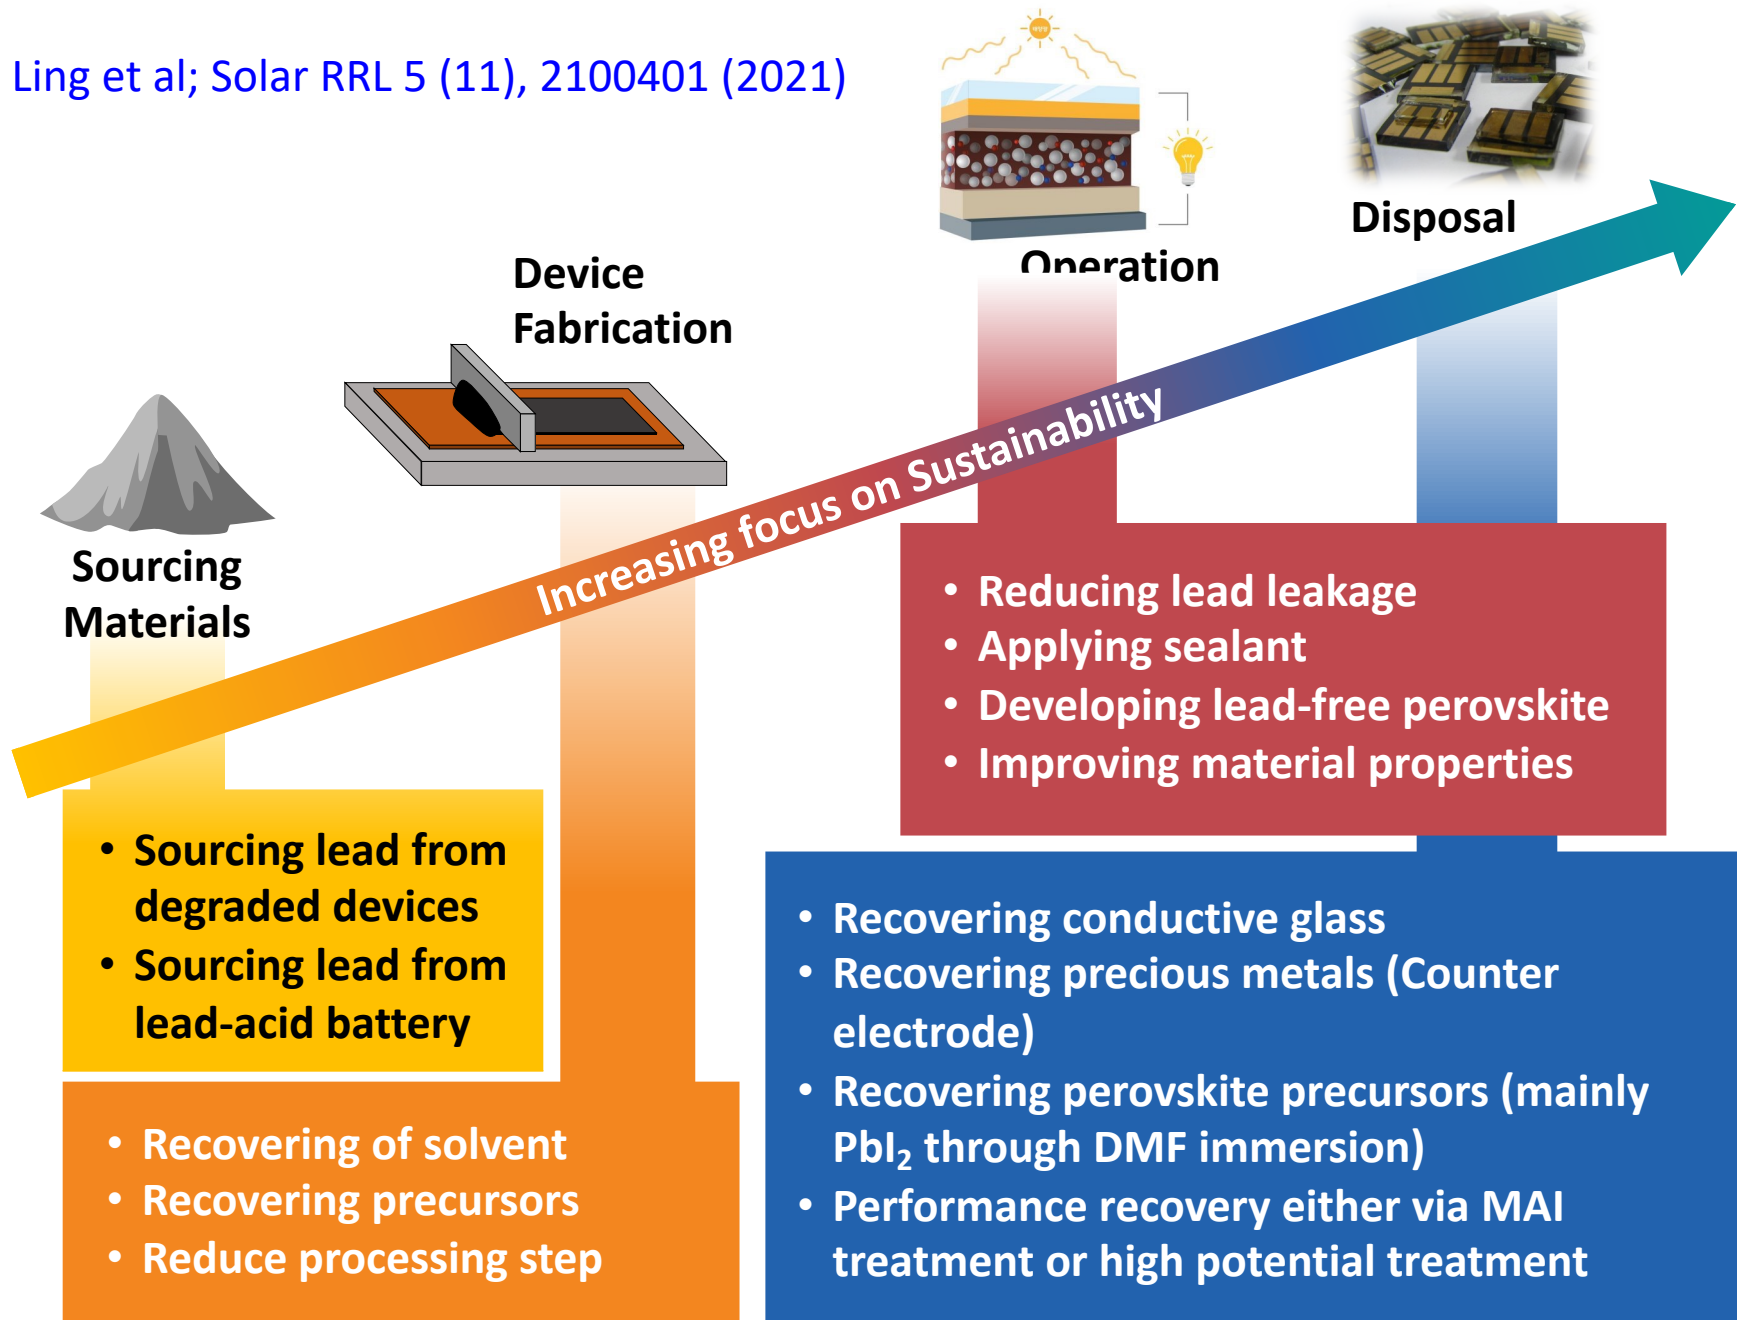 Ling et al; Solar RRL 5 (11), 2100401 (2021)
Disposal
Operation
Device
Fabrication
Increasing focus on Sustainability
Sourcing
Materials
• Reducing lead leakage
• Applying sealant
• Developing lead-free perovskite
• Improving material properties
• Sourcing lead from
degraded devices
• Sourcing lead from
lead-acid battery
• Recovering of solvent
• Recovering precursors
• Reduce processing step
• Recovering conductive glass
• Recovering precious metals (Counter
electrode)
• Recovering perovskite precursors (mainly
PbI₂ through DMF immersion)
• Performance recovery either via MAI
treatment or high potential treatment